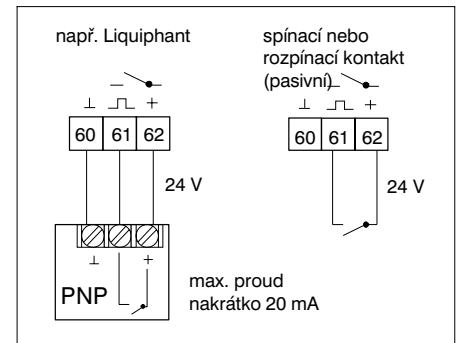 např. Liquiphant
spínací nebo
rozpínací kontakt
(pasivní)
⊥ +
⊥ +
60 61 62
60 61 62
24 V
24 V
⊥ +
PNP
max. proud
nakrátko 20 mA